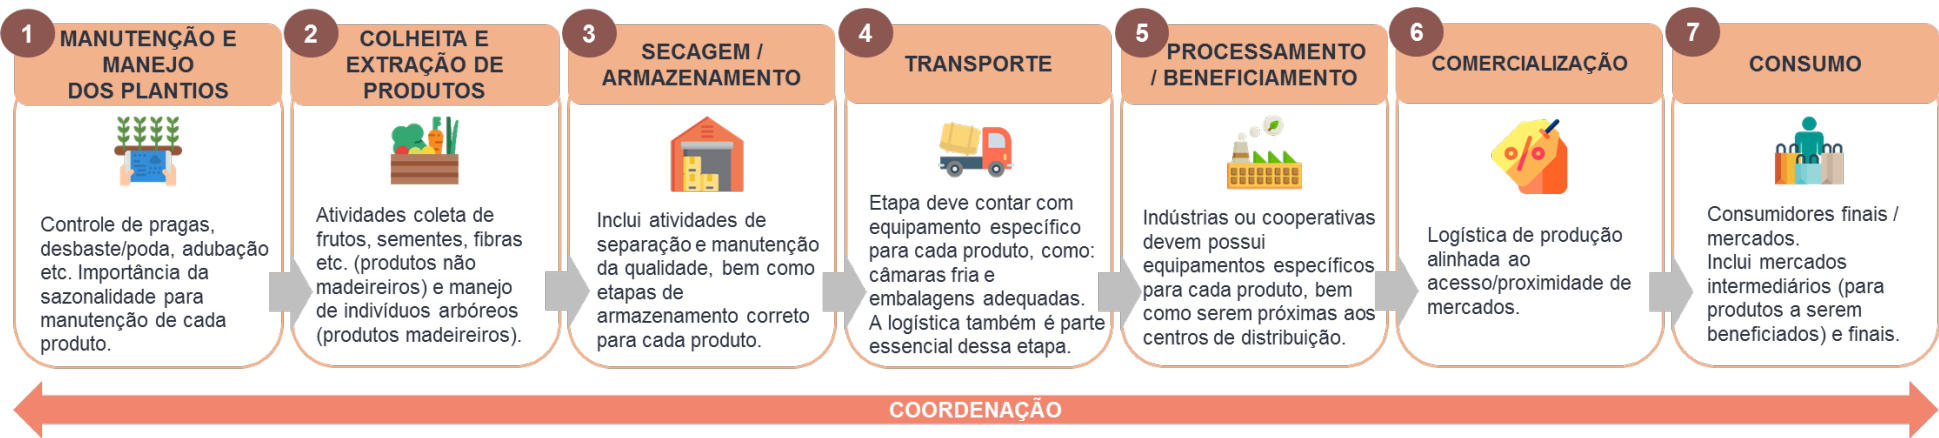 1
MANUTENÇÃO E
MANEJO
DOS PLANTIOS
Controle de pragas,
desbaste/poda, adubação
etc. Importância da
sazonalidade para
manutenção de cada
produto.
2
COLHEITA E
EXTRAÇÃO DE
PRODUTOS
Atividades coleta de
frutos, sementes, fibras
etc. (produtos não
madeireiros) e manejo
de indivíduos arbóreos
(produtos madeireiros).
3
SECAGEM /
ARMAZENAMENTO
Inclui atividades de
separação e manutenção
da qualidade, bem como
etapas de
armazenamento correto
para cada produto.
4
TRANSPORTE
Etapa deve contar com
equipamento específico
para cada produto, como:
câmaras fria e
embalagens adequadas.
A logística também é parte
essencial dessa etapa.
5
PROCESSAMENTO
/ BENEFICIAMENTO
Indústrias ou cooperativas
devem possui
equipamentos específicos
para cada produto, bem
como serem próximas aos
centros de distribuição.
6
COMERCIALIZAÇÃO
Logística de produção
alinhada ao
acesso/proximidade de
mercados.
7
CONSUMO
Consumidores finais /
mercados.
Inclui mercados
intermediários (para
produtos a serem
beneficiados) e finais.
COORDENAÇÃO